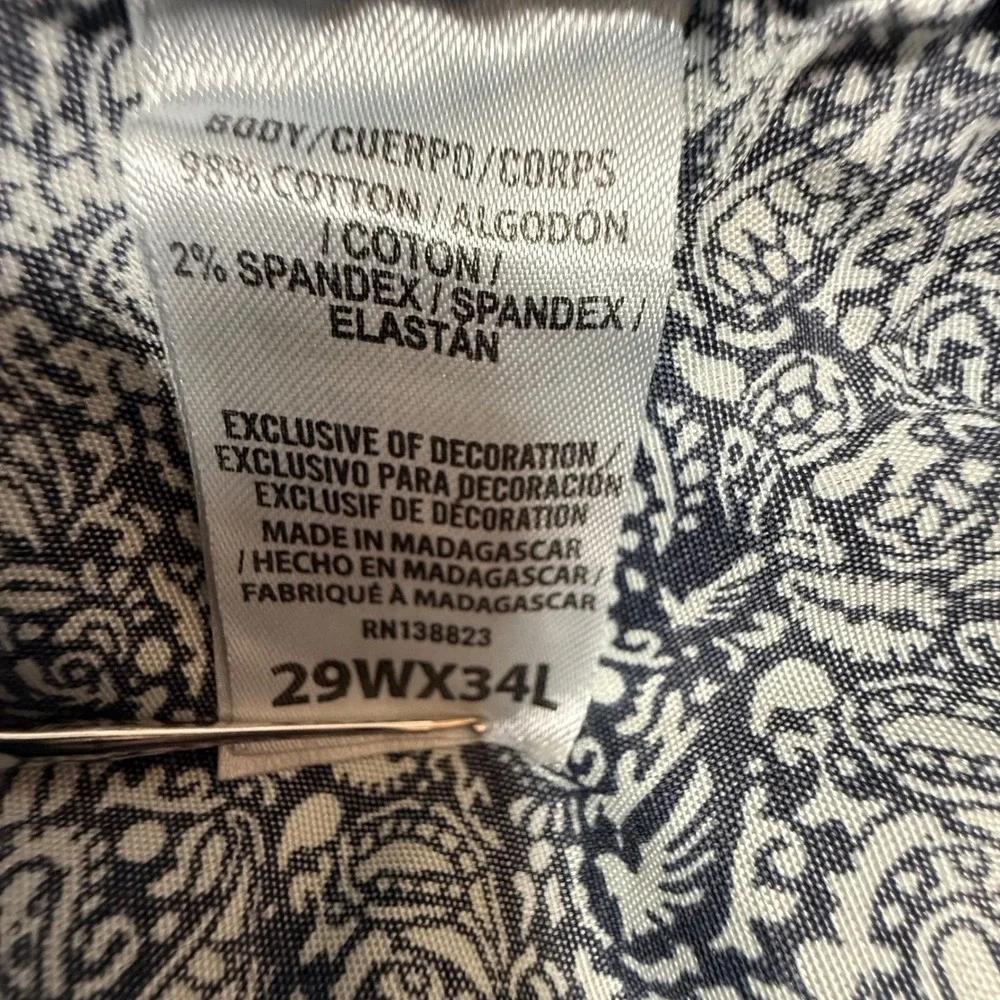 BODY/CUERPO/CORPS
98% COTTON / ALGODÓN
/ COTON /
2% SPANDEX / SPANDEX /
ELASTAN
EXCLUSIVE OF DECORATION /
EXCLUSIVO PARA DECORACIÓN
EXCLUSIF DE DÉCORATION
MADE IN MADAGASCAR
/ HECHO EN MADAGASCAR /
FABRIQUÉ À MADAGASCAR
RN138823
29WX34L